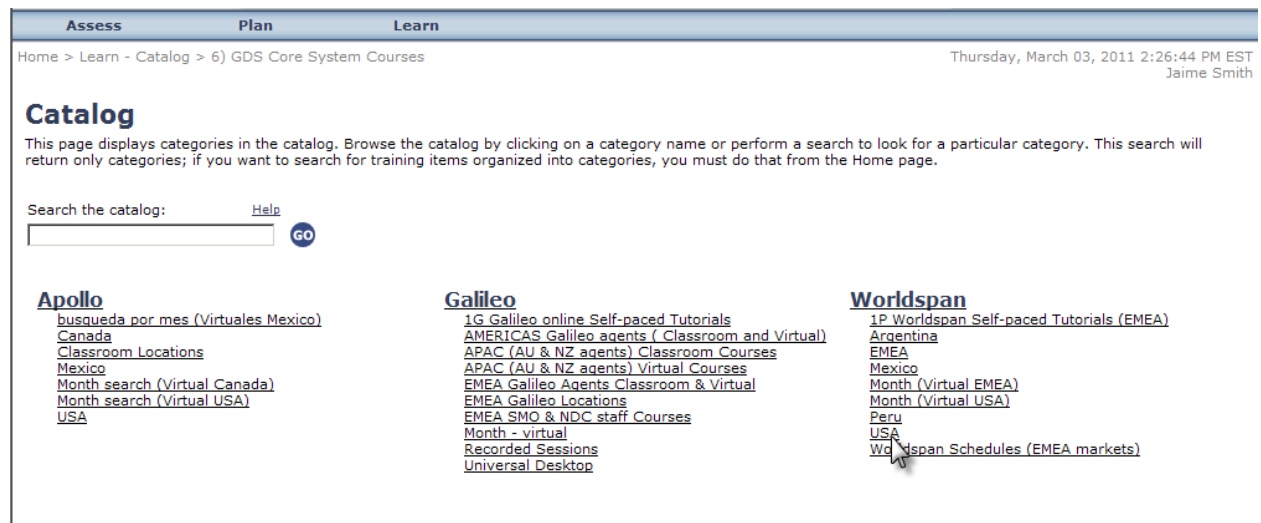 Assess Plan Learn
Home > Learn - Catalog > 6) GDS Core System Courses
Thursday, March 03, 2011 2:26:44 PM EST
Jaime Smith
Catalog
This page displays categories in the catalog. Browse the catalog by clicking on a category name or perform a search to look for a particular category. This search will
return only categories; if you want to search for training items organized into categories, you must do that from the Home page.
Search the catalog: Help
GO
Apollo
busqueda por mes (Virtuales Mexico)
Canada
Classroom Locations
Mexico
Month search (Virtual Canada)
Month search (Virtual USA)
USA
Galileo
1G Galileo online Self-paced Tutorials
AMERICAS Galileo agents ( Classroom and Virtual)
APAC (AU & NZ agents) Classroom Courses
APAC (AU & NZ agents) Virtual Courses
EMEA Galileo Agents Classroom & Virtual
EMEA Galileo Locations
EMEA SMO & NDC staff Courses
Month - virtual
Recorded Sessions
Universal Desktop
Worldspan
1P Worldspan Self-paced Tutorials (EMEA)
Argentina
EMEA
Mexico
Month (Virtual EMEA)
Month (Virtual USA)
Peru
USA
Worldspan Schedules (EMEA markets)